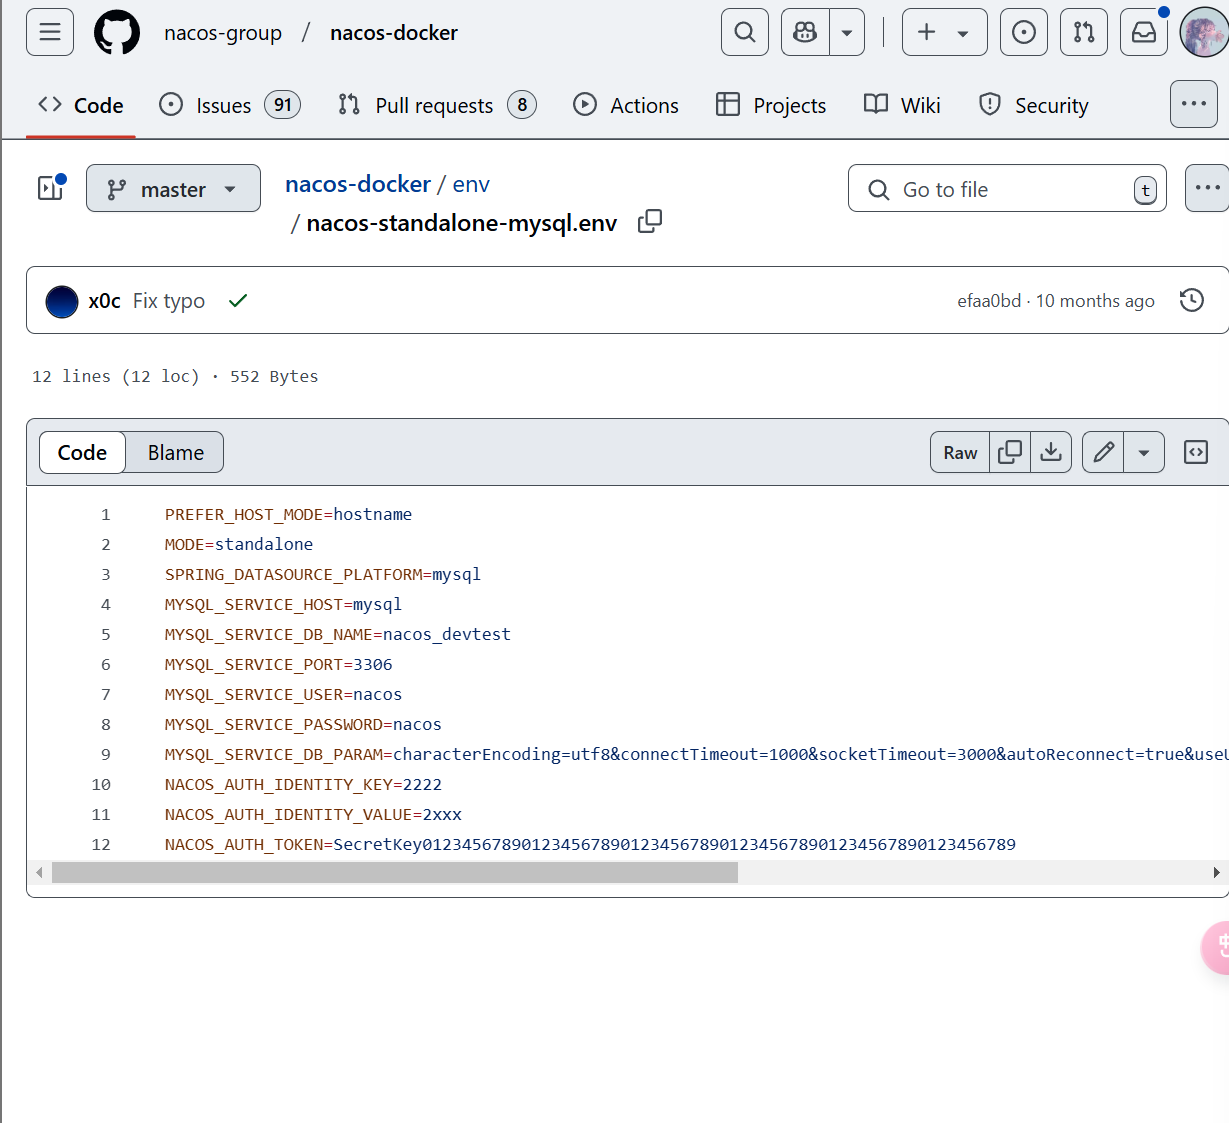 nacos-group / nacos-docker
Code Issues 91 Pull requests 8 Actions Projects Wiki Security
master
nacos-docker / env
/ nacos-standalone-mysql.env
Go to file t
x0c Fix typo
efaa0bd · 10 months ago
12 lines (12 loc) · 552 Bytes
Code Blame
Raw
1 PREFER_HOST_MODE=hostname
2 MODE=standalone
3 SPRING_DATASOURCE_PLATFORM=mysql
4 MYSQL_SERVICE_HOST=mysql
5 MYSQL_SERVICE_DB_NAME=nacos_devtest
6 MYSQL_SERVICE_PORT=3306
7 MYSQL_SERVICE_USER=nacos
8 MYSQL_SERVICE_PASSWORD=nacos
9 MYSQL_SERVICE_DB_PARAM=characterEncoding=utf8&connectTimeout=1000&socketTimeout=3000&autoReconnect=true&use
10 NACOS_AUTH_IDENTITY_KEY=2222
11 NACOS_AUTH_IDENTITY_VALUE=2xxx
12 NACOS_AUTH_TOKEN=SecretKey012345678901234567890123456789012345678901234567890123456789